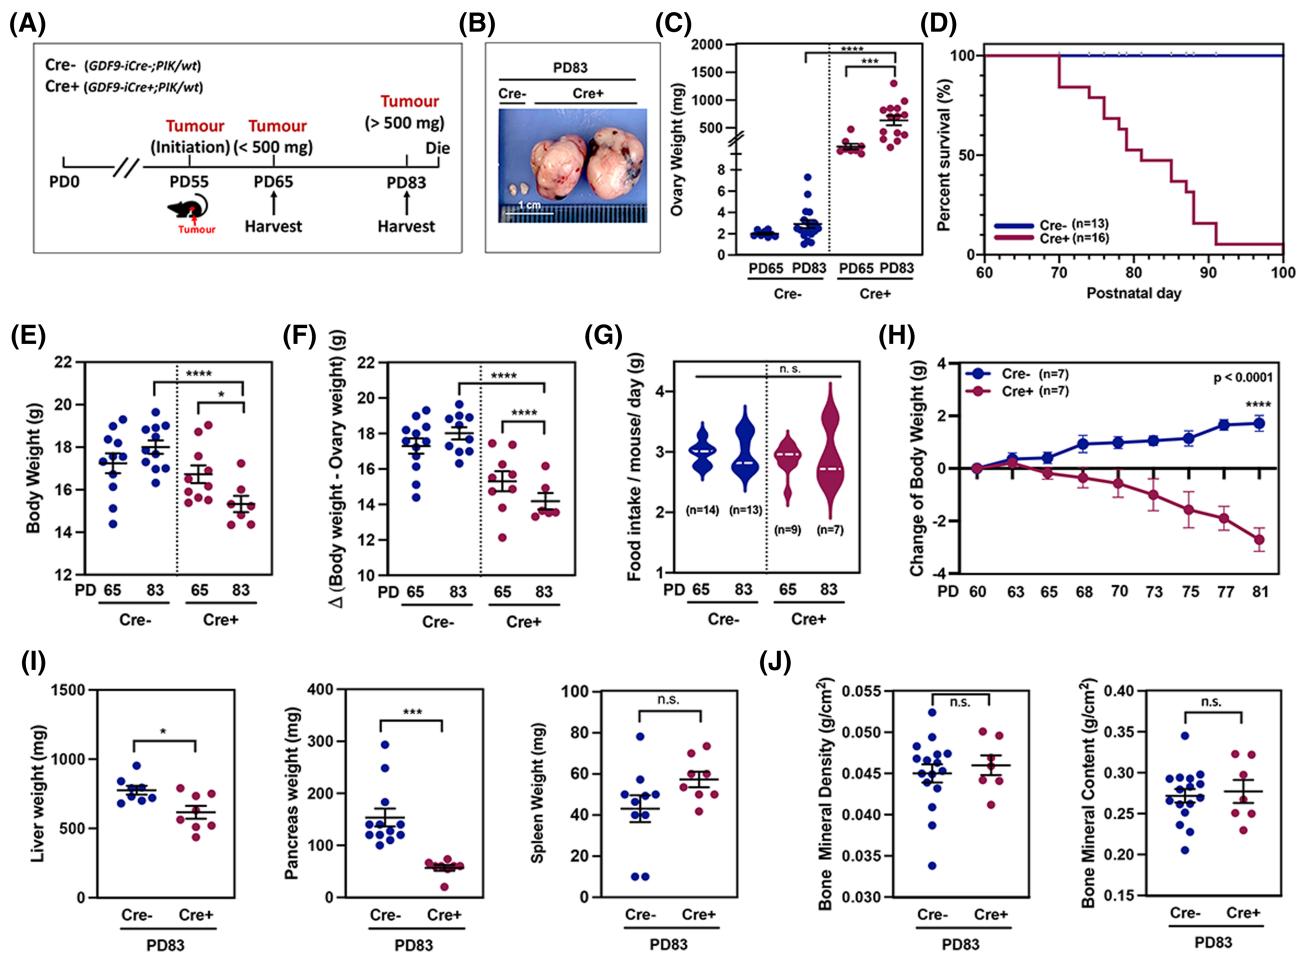 (A)
Cre- (GDF9-iCre-;PIK/wt)
Cre+ (GDF9-iCre+;PIK/wt)
Tumour
(Initiation)
Tumour
(< 500 mg)
Tumour
(> 500 mg)
Die
PD0
PD55
PD65
PD83
Tumour
Harvest
Harvest
(B)
PD83
Cre-
Cre+
1 cm
(C)
Ovary Weight (mg)
2000
1500
1000
500
8
6
4
2
0
****
***
PD65
PD83
PD65
PD83
Cre-
Cre+
(D)
Percent survival (%)
100
50
0
Cre- (n=13)
Cre+ (n=16)
60
70
80
90
100
Postnatal day
(E)
Body Weight (g)
22
20
18
16
14
12
****
*
PD
65
83
65
83
Cre-
Cre+
(F)
Δ (Body weight - Ovary weight) (g)
22
20
18
16
14
12
10
****
****
PD
65
83
65
83
Cre-
Cre+
(G)
Food intake / mouse/ day (g)
4
3
2
1
n. s.
(n=14)
(n=13)
(n=9)
(n=7)
PD
65
83
65
83
Cre-
Cre+
(H)
Change of Body Weight (g)
4
2
0
-2
-4
Cre- (n=7)
Cre+ (n=7)
p < 0.0001
****
PD
60
63
65
68
70
73
75
77
81
(I)
Liver weight (mg)
1500
1000
500
0
*
Cre-
Cre+
PD83
Pancreas weight (mg)
400
300
200
100
0
***
Cre-
Cre+
PD83
Spleen Weight (mg)
100
80
60
40
20
0
n.s.
Cre-
Cre+
PD83
(J)
Bone Mineral Density (g/cm²)
0.055
0.050
0.045
0.040
0.035
0.030
n.s.
Cre-
Cre+
PD83
Bone Mineral Content (g/cm²)
0.40
0.35
0.30
0.25
0.20
0.15
n.s.
Cre-
Cre+
PD83